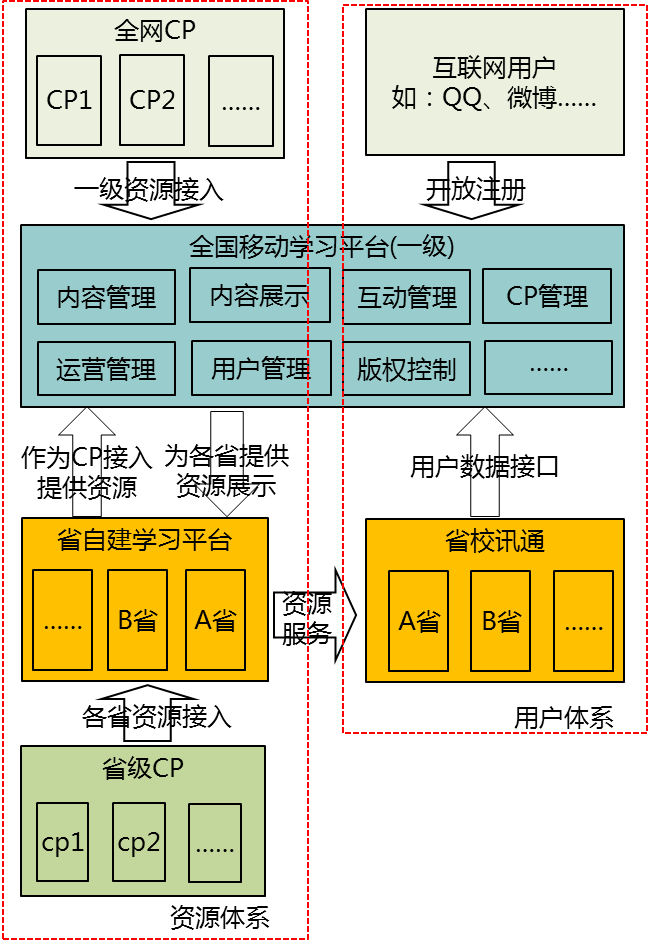 全网CP
CP1
CP2
……
互联网用户
如：QQ、微博……
一级资源接入
开放注册
全国移动学习平台(一级)
内容管理
内容展示
互动管理
CP管理
运营管理
用户管理
版权控制
……
作为CP接入
提供资源
为各省提供
资源展示
用户数据接口
省自建学习平台
……
B省
A省
资源
服务
省校讯通
A省
B省
……
各省资源接入
用户体系
省级CP
cp1
cp2
……
资源体系